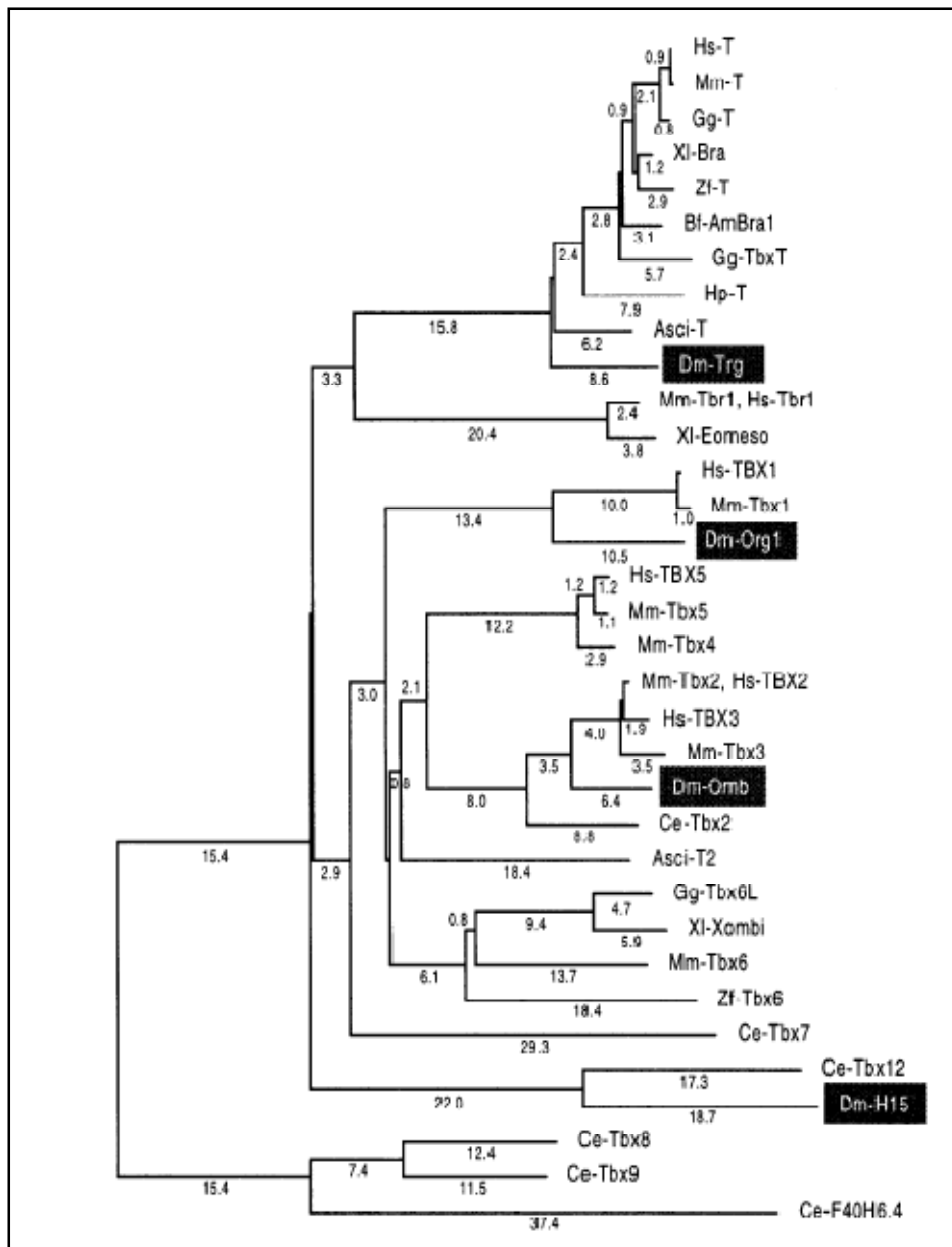 Hs-T
0.9
Mm-T
2.1
0.9
Gg-T
0.8
Xl-Bra
1.2
Zf-T
2.9
2.8
Bf-AmBra1
3.1
2.4
Gg-TbxT
5.7
Hp-T
7.9
15.8
Asci-T
6.2
Dm-Trg
8.6
3.3
Mm-Tbr1, Hs-Tbr1
2.4
20.4
Xl-Eomeso
3.8
Hs-TBX1
10.0
Mm-Tbx1
1.0
13.4
Dm-Org1
10.5
Hs-TBX5
1.2
1.2
Mm-Tbx5
1.1
12.2
Mm-Tbx4
2.9
3.0
2.1
Mm-Tbx2, Hs-TBX2
Hs-TBX3
4.0
1.9
Mm-Tbx3
3.5
3.5
Dm-Omb
6.4
8.0
Ce-Tbx2
8.8
15.4
2.9
Asci-T2
18.4
Gg-Tbx6L
4.7
0.8
9.4
Xl-Xombi
5.9
Mm-Tbx6
13.7
6.1
Zf-Tbx6
18.4
Ce-Tbx7
29.3
Ce-Tbx12
17.3
22.0
Dm-H15
18.7
Ce-Tbx8
12.4
7.4
Ce-Tbx9
11.5
15.4
Ce-F40H6.4
37.4